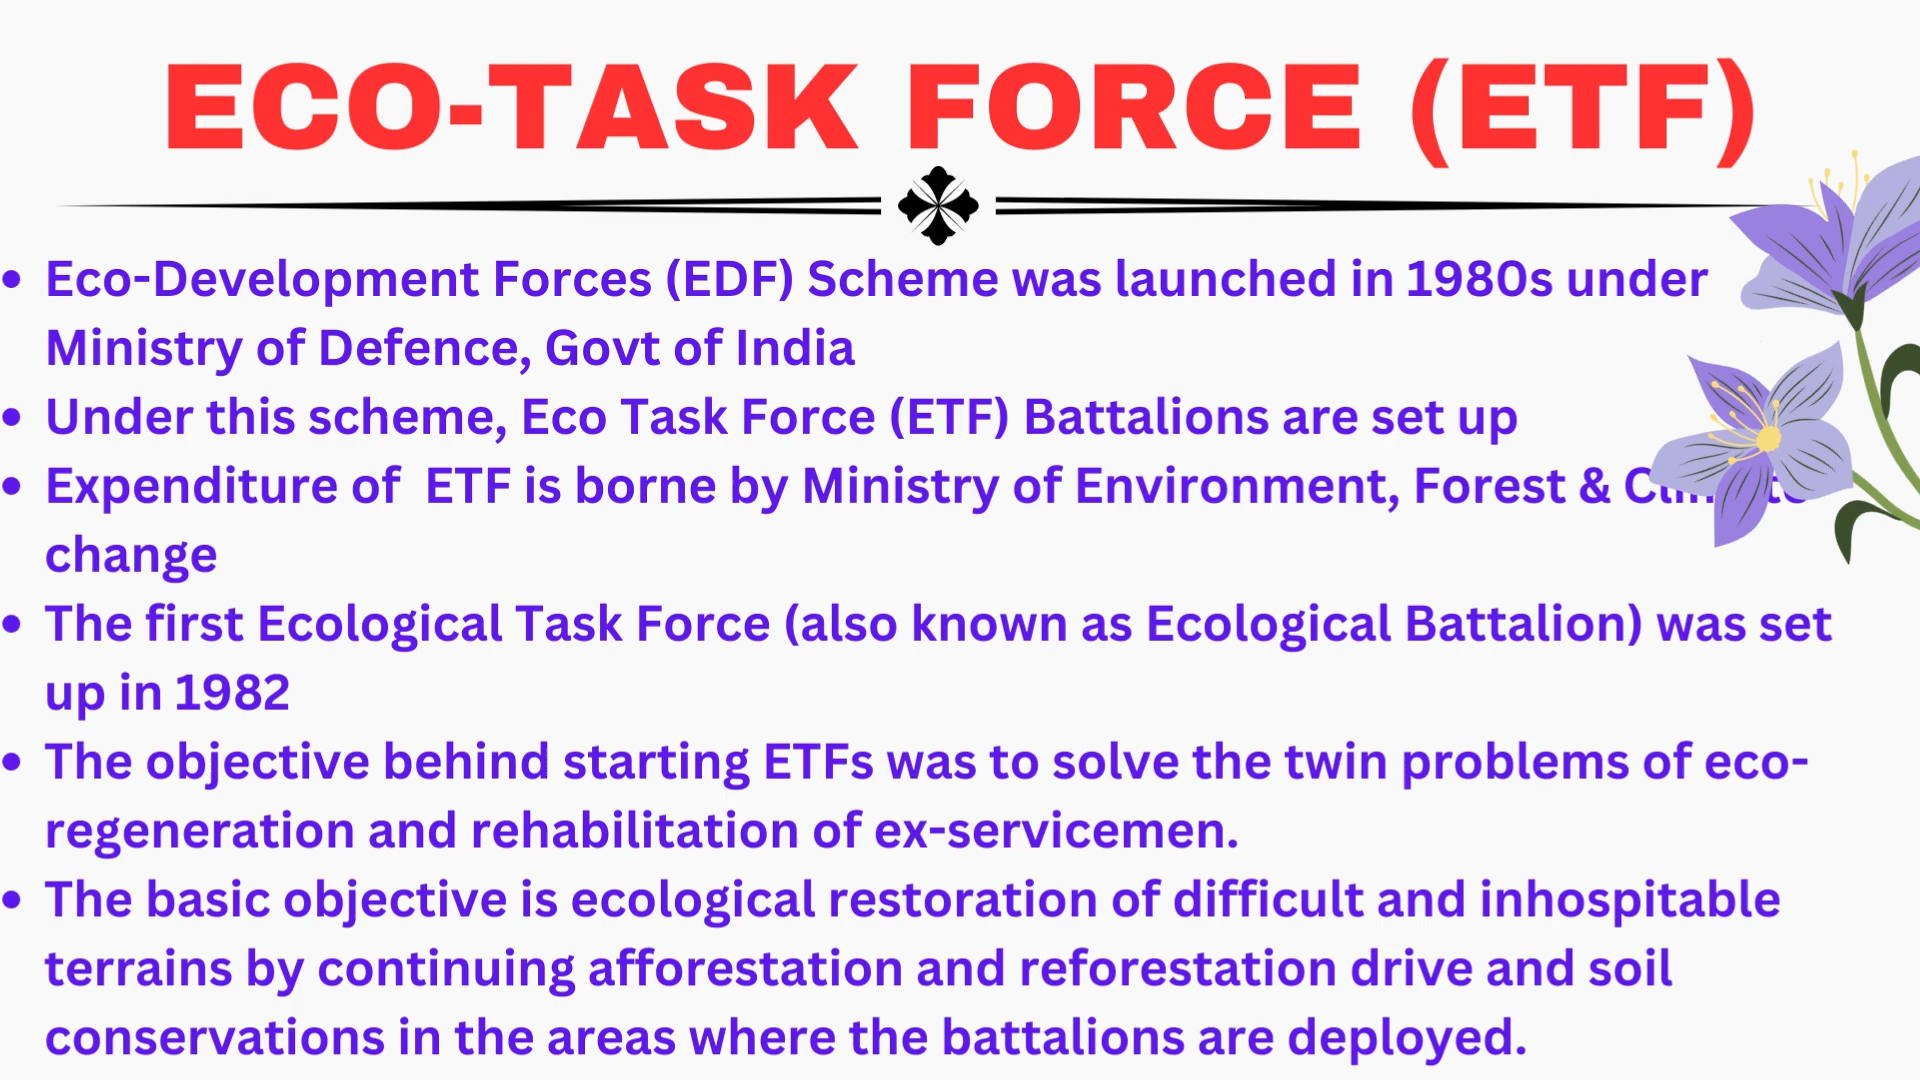 ECO-TASK FORCE (ETF)
• Eco-Development Forces (EDF) Scheme was launched in 1980s under
Ministry of Defence, Govt of India
• Under this scheme, Eco Task Force (ETF) Battalions are set up
• Expenditure of  ETF is borne by Ministry of Environment, Forest &
change
• The first Ecological Task Force (also known as Ecological Battalion) was set
up in 1982
• The objective behind starting ETFs was to solve the twin problems of eco-
regeneration and rehabilitation of ex-servicemen.
• The basic objective is ecological restoration of difficult and inhospitable
terrains by continuing afforestation and reforestation drive and soil
conservations in the areas where the battalions are deployed.